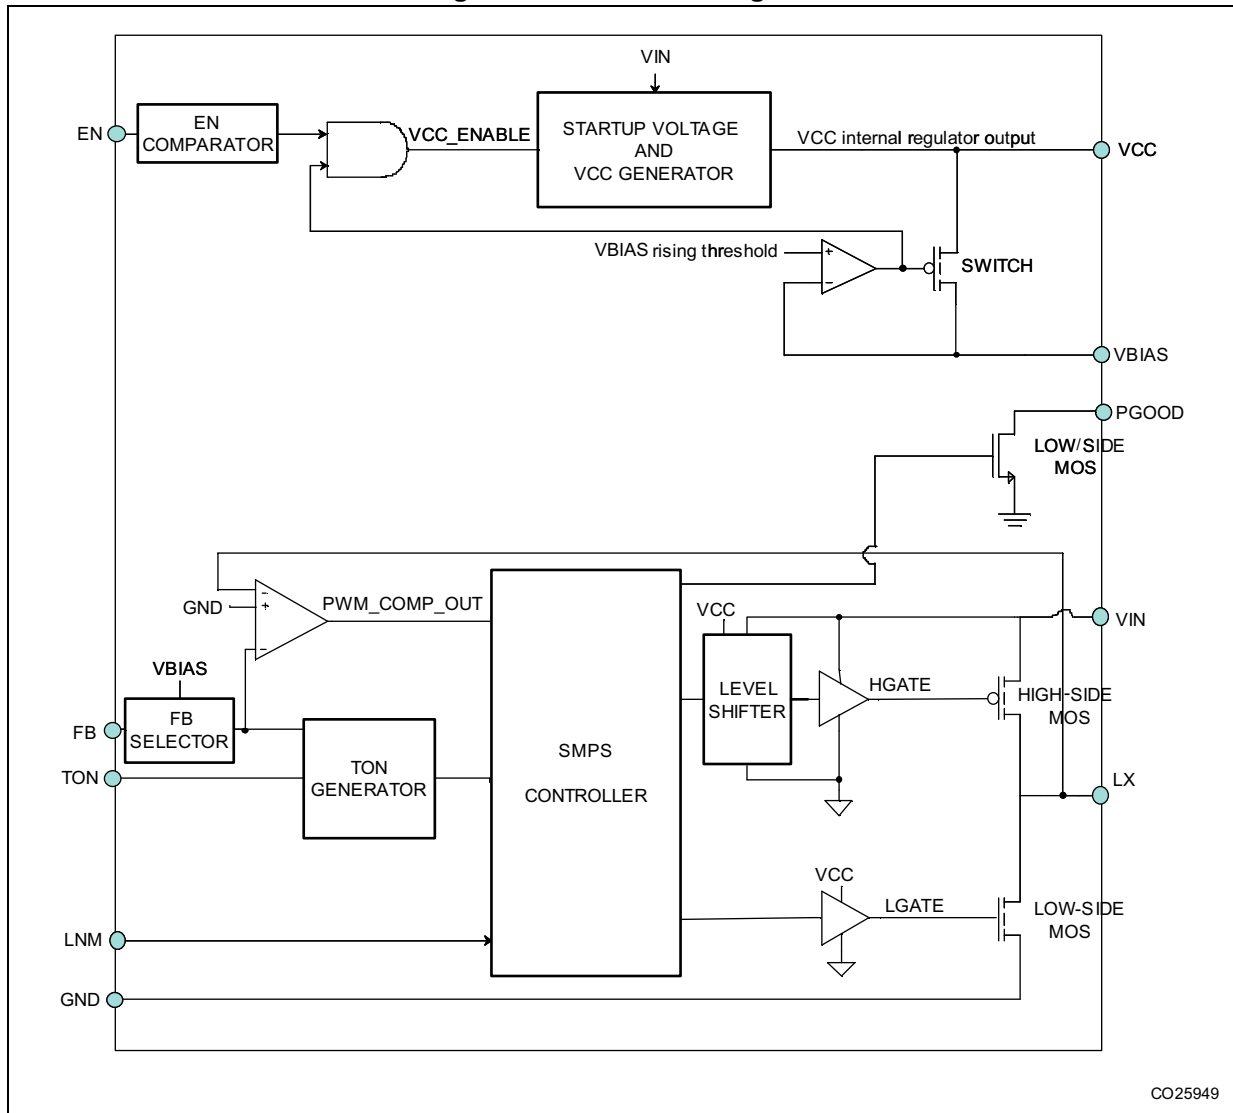 VIN
EN
EN
COMPARATOR
VCC_ENABLE
STARTUP VOLTAGE
AND
VCC GENERATOR
VCC internal regulator output
VCC
VBIAS rising threshold
+
-
SWITCH
VBIAS
PGOOD
LOW/SIDE
MOS
-
GND
+
-
PWM_COMP_OUT
VCC
VIN
VBIAS
FB
FB
SELECTOR
LEVEL
SHIFTER
HGATE
HIGH-SIDE
MOS
SMPS
CONTROLLER
TON
TON
GENERATOR
LX
VCC
LGATE
LOW-SIDE
MOS
LNM
GND
CO25949